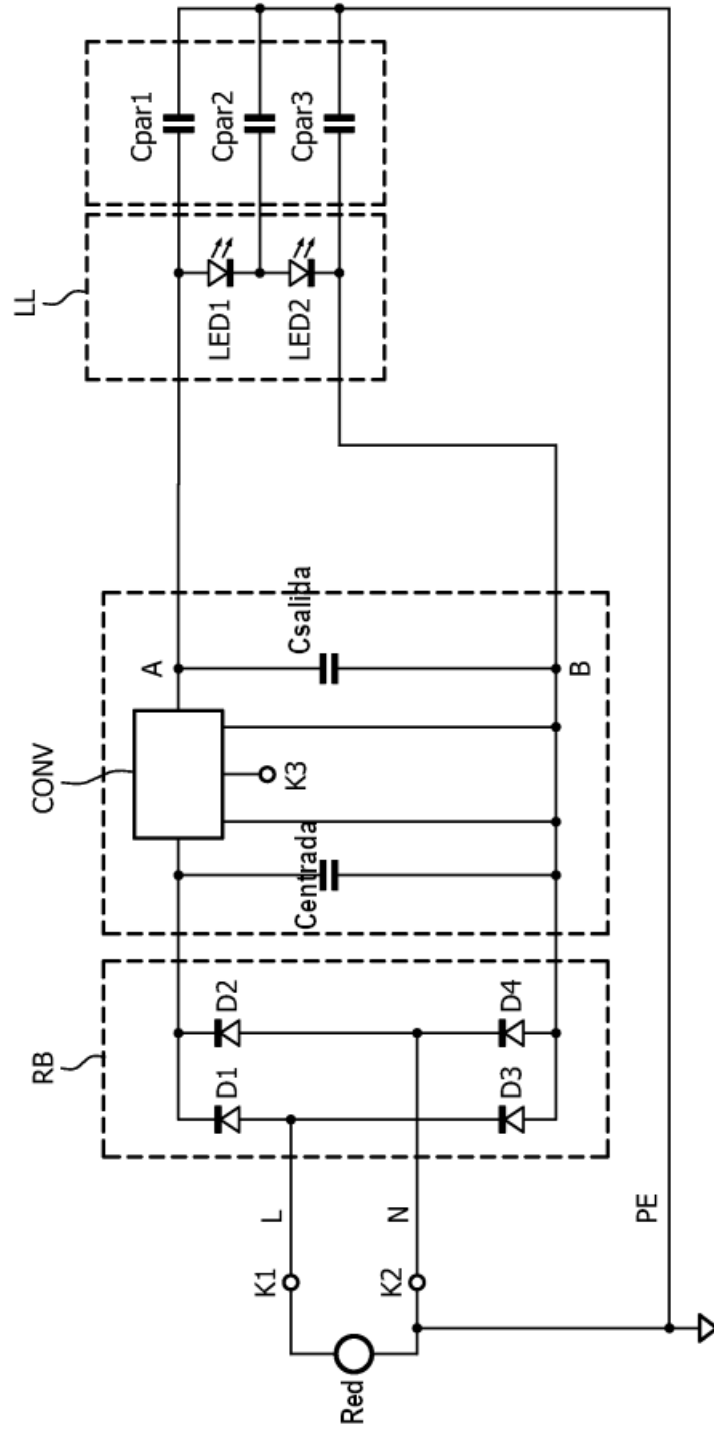 Red
K1
K2
L
N
PE
RB
D1
D2
D3
D4
CONV
Centrada
K3
Csalida
A
B
LL
LED1
LED2
Cpar1
Cpar2
Cpar3